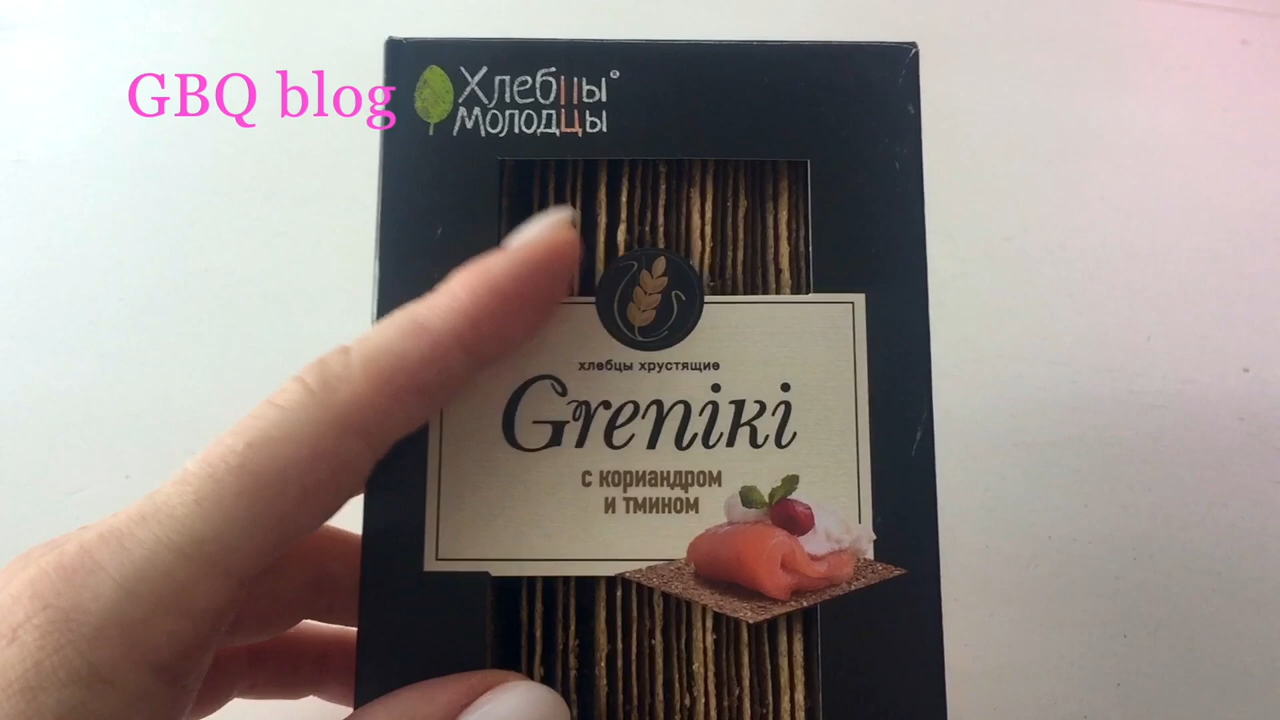 GBQ blog
Хлебцы®
Молодцы
хлебцы хрустящие
Greniki
с кориандром
и тмином